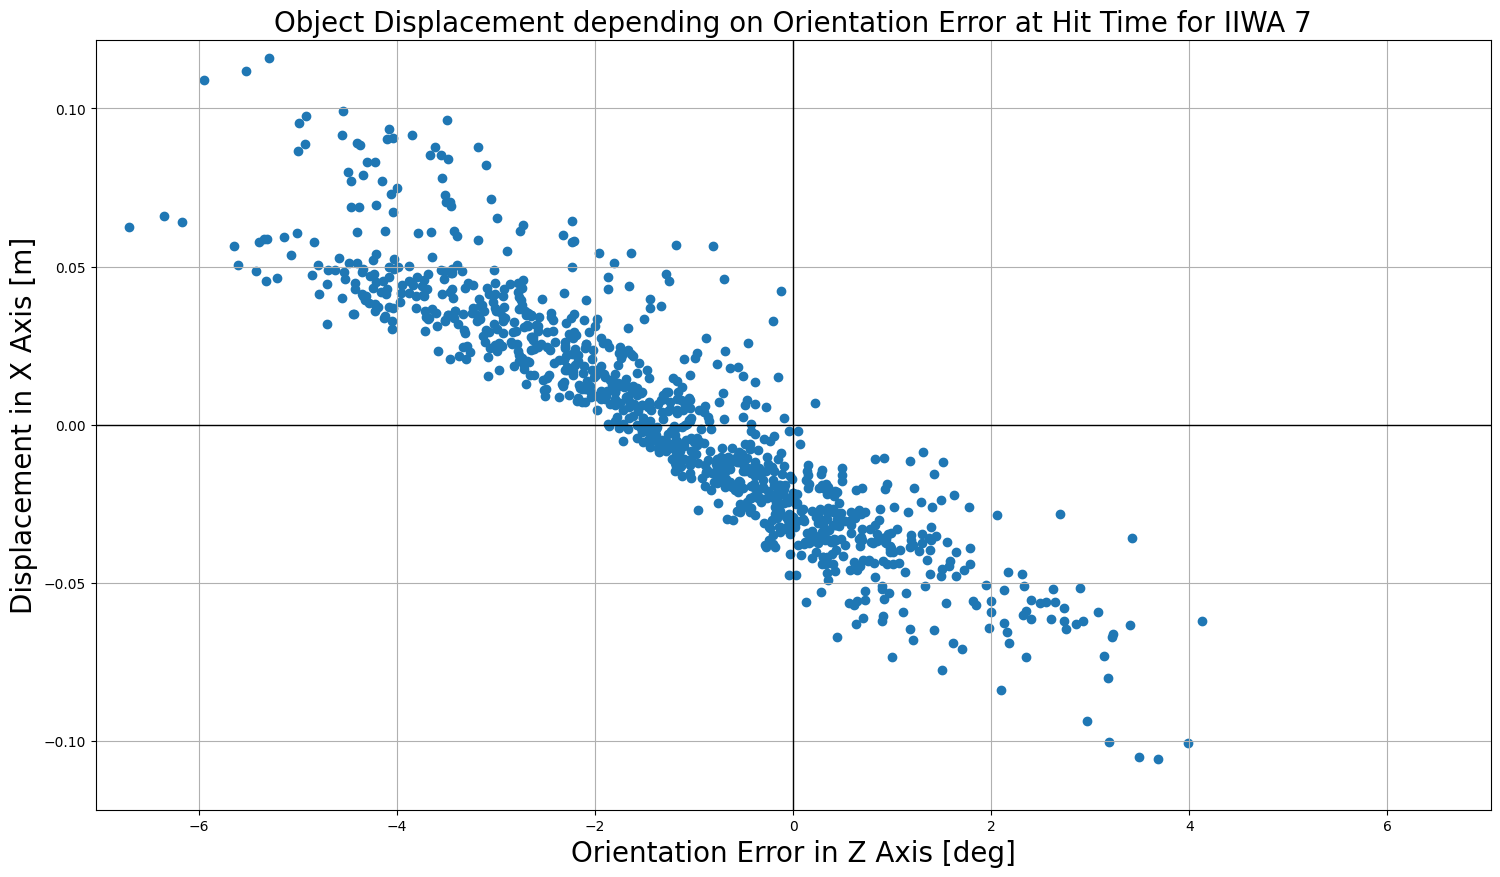 Object Displacement depending on Orientation Error at Hit Time for IIWA 7
Displacement in X Axis [m]
0.10
0.05
0.00
−0.05
−0.10
−6 −4 −2 0 2 4 6
Orientation Error in Z Axis [deg]